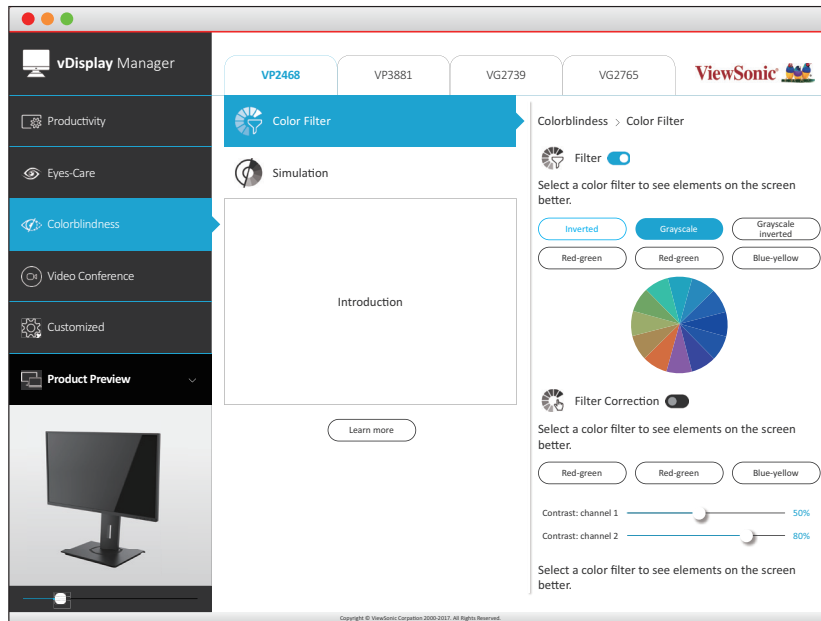 vDisplay Manager
VP2468
VP3881
VG2739
VG2765
ViewSonic
Productivity
Eyes-Care
Colorblindness
Video Conference
Customized
Product Preview
Color Filter
Simulation
Introduction
Learn more
Colorblindess > Color Filter
Filter
Select a color filter to see elements on the screen
better.
Inverted
Grayscale
Grayscale
inverted
Red-green
Red-green
Blue-yellow
Filter Correction
Select a color filter to see elements on the screen
better.
Red-green
Red-green
Blue-yellow
Contrast: channel 1 50%
Contrast: channel 2 80%
Select a color filter to see elements on the screen
better.
Copyright © ViewSonic Corpation 2000-2017. All Rights Reserved.